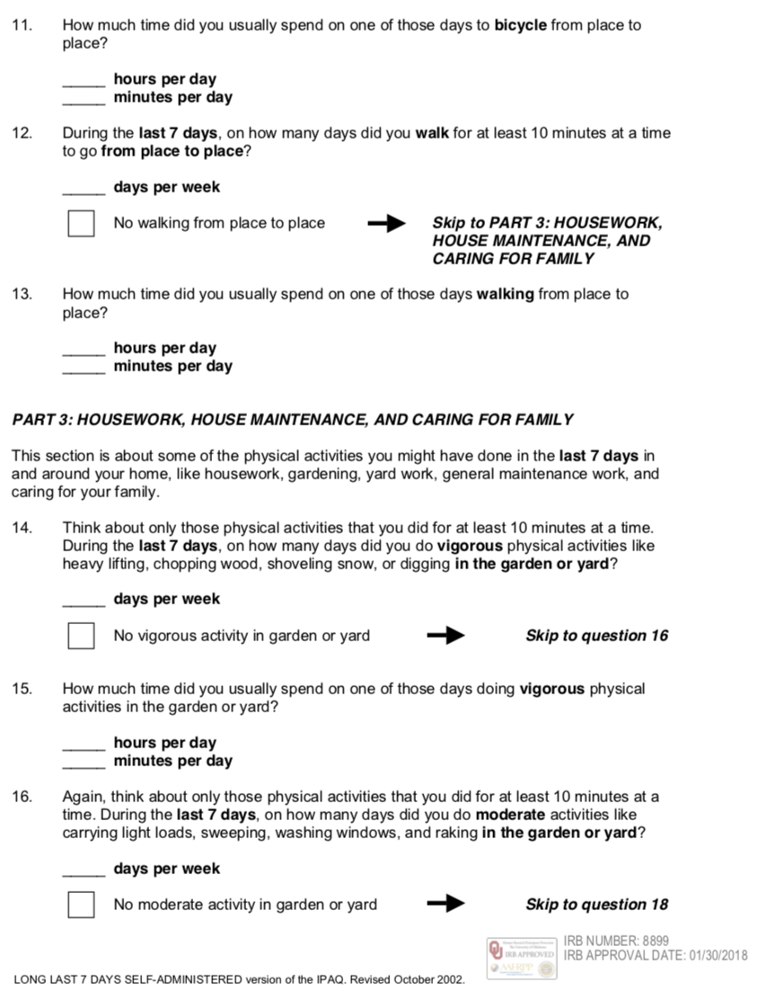 11. How much time did you usually spend on one of those days to bicycle from place to
place?
_____ hours per day
_____ minutes per day
12. During the last 7 days, on how many days did you walk for at least 10 minutes at a time
to go from place to place?
_____ days per week
No walking from place to place
Skip to PART 3: HOUSEWORK,
HOUSE MAINTENANCE, AND
CARING FOR FAMILY
13. How much time did you usually spend on one of those days walking from place to
place?
_____ hours per day
_____ minutes per day
PART 3: HOUSEWORK, HOUSE MAINTENANCE, AND CARING FOR FAMILY
This section is about some of the physical activities you might have done in the last 7 days in
and around your home, like housework, gardening, yard work, general maintenance work, and
caring for your family.
14. Think about only those physical activities that you did for at least 10 minutes at a time.
During the last 7 days, on how many days did you do vigorous physical activities like
heavy lifting, chopping wood, shoveling snow, or digging in the garden or yard?
_____ days per week
No vigorous activity in garden or yard
Skip to question 16
15. How much time did you usually spend on one of those days doing vigorous physical
activities in the garden or yard?
_____ hours per day
_____ minutes per day
16. Again, think about only those physical activities that you did for at least 10 minutes at a
time. During the last 7 days, on how many days did you do moderate activities like
carrying light loads, sweeping, washing windows, and raking in the garden or yard?
_____ days per week
No moderate activity in garden or yard
Skip to question 18
IRB APPROVED
AAHRPP
IRB NUMBER: 8899
IRB APPROVAL DATE: 01/30/2018
LONG LAST 7 DAYS SELF-ADMINISTERED version of the IPAQ. Revised October 2002.